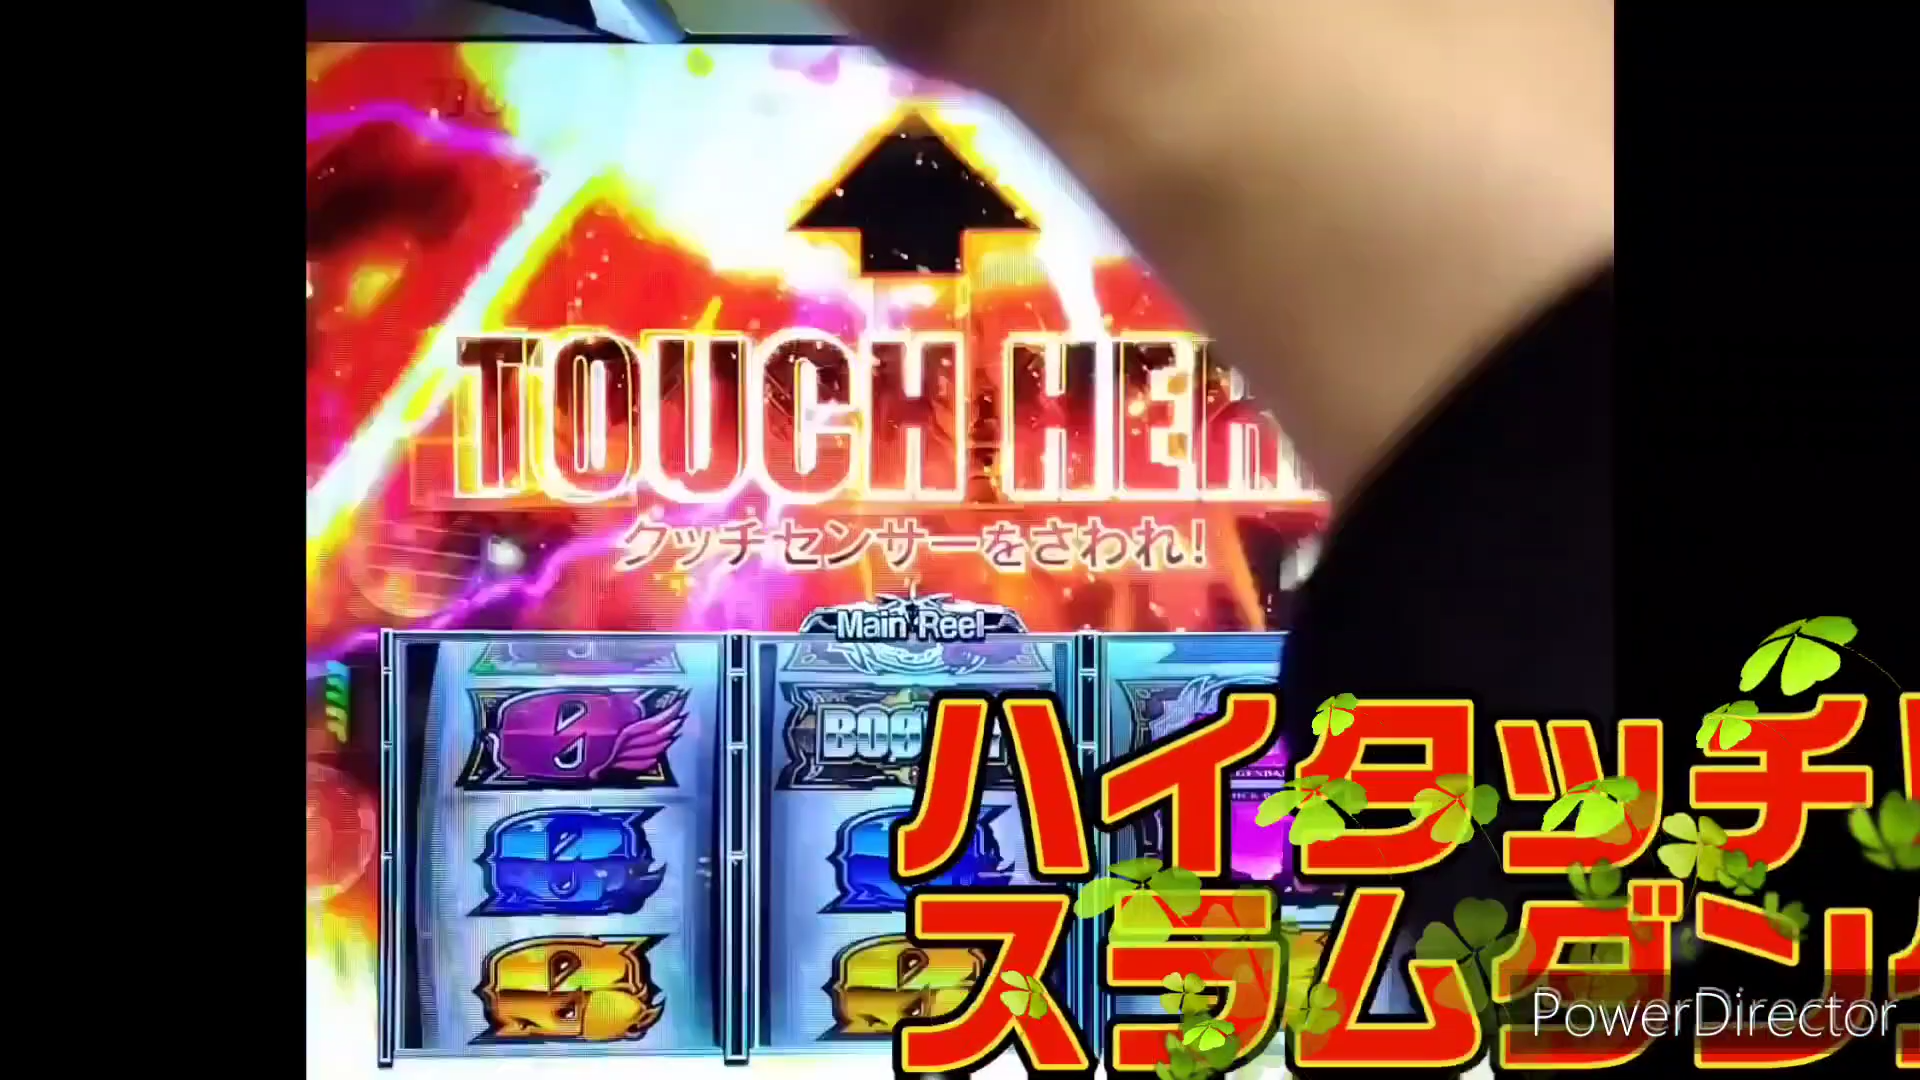 TOUCH HER
タッチセンサーをさわれ!
Main Reel
ハイタッチ
スラムダン
PowerDirector